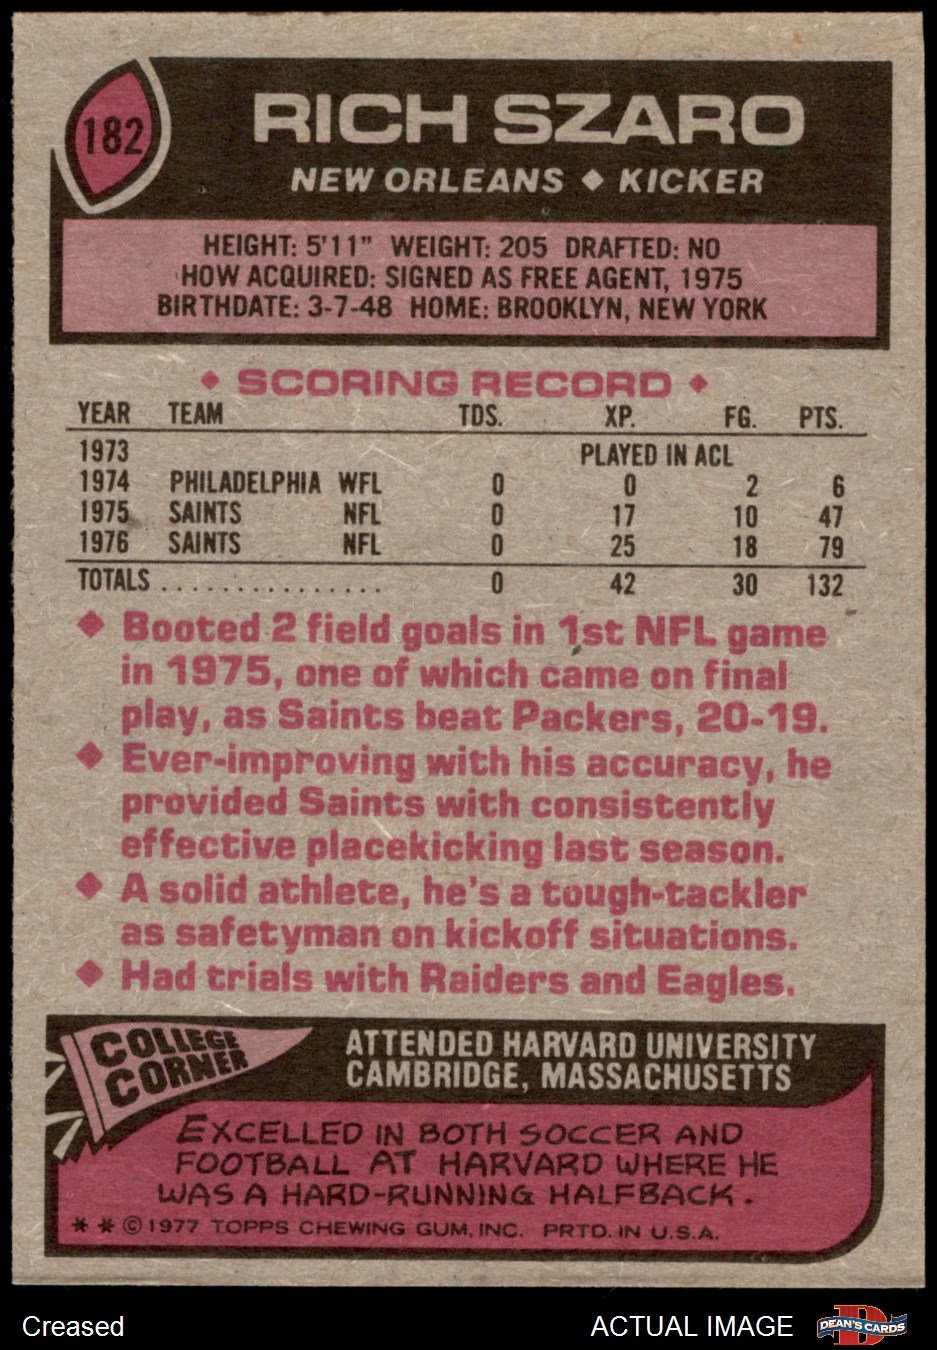 182
RICH SZARO
NEW ORLEANS ◆ KICKER
HEIGHT: 5'11" WEIGHT: 205 DRAFTED: NO
HOW ACQUIRED: SIGNED AS FREE AGENT, 1975
BIRTHDATE: 3-7-48 HOME: BROOKLYN, NEW YORK
◆ SCORING RECORD ◆
YEAR TEAM TDS. XP. FG. PTS.
1973 PLAYED IN ACL
1974 PHILADELPHIA WFL 0 0 2 6
1975 SAINTS NFL 0 17 10 47
1976 SAINTS NFL 0 25 18 79
TOTALS . . . . . . . . . . . . . . . 0 42 30 132
◆ Booted 2 field goals in 1st NFL game
in 1975, one of which came on final
play, as Saints beat Packers, 20-19.
◆ Ever-improving with his accuracy, he
provided Saints with consistently
effective placekicking last season.
◆ A solid athlete, he's a tough-tackler
as safetyman on kickoff situations.
◆ Had trials with Raiders and Eagles.
COLLEGE
CORNER
ATTENDED HARVARD UNIVERSITY
CAMBRIDGE, MASSACHUSETTS
EXCELLED IN BOTH SOCCER AND
FOOTBALL AT HARVARD WHERE HE
WAS A HARD-RUNNING HALFBACK.
* * © 1977 TOPPS CHEWING GUM, INC. PRTD. IN U.S.A.
Creased
ACTUAL IMAGE
D
DEAN'S CARDS